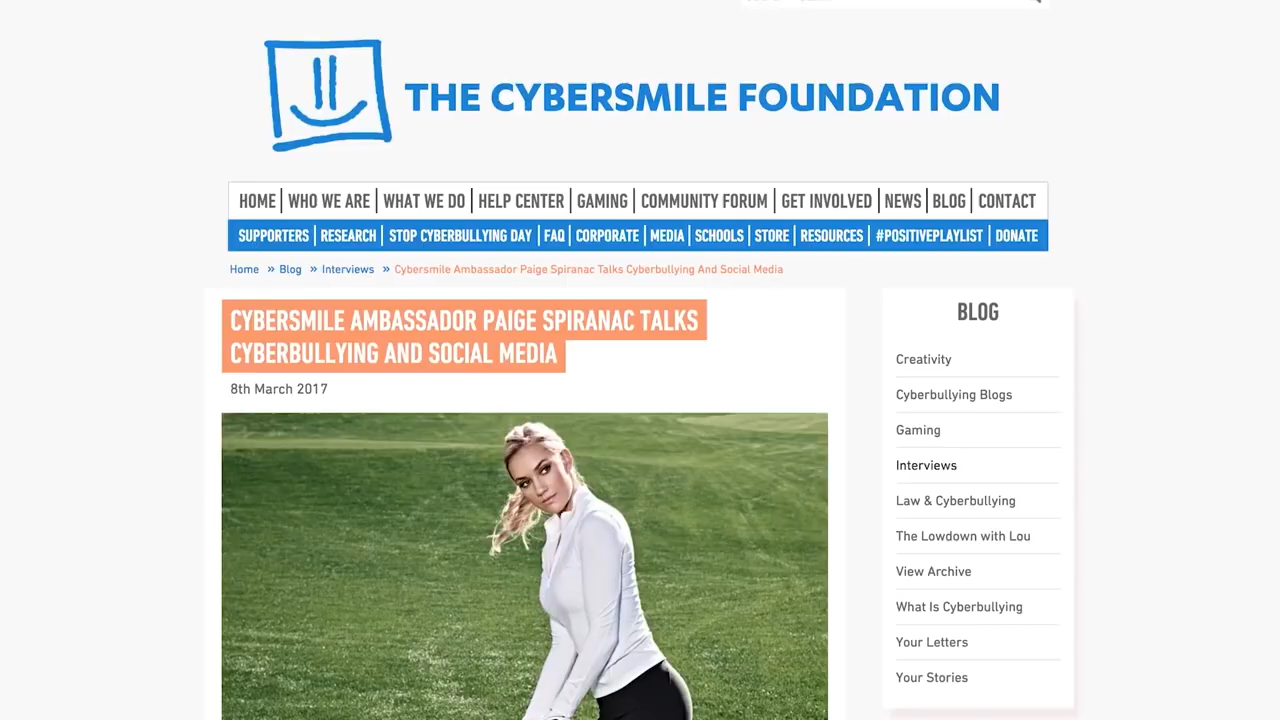 THE CYBERSMILE FOUNDATION
HOME WHO WE ARE WHAT WE DO HELP CENTER GAMING COMMUNITY FORUM GET INVOLVED NEWS BLOG CONTACT
SUPPORTERS RESEARCH STOP CYBERBULLYING DAY FAQ CORPORATE MEDIA SCHOOLS STORE RESOURCES #POSITIVEPLAYLIST DONATE
Home » Blog » Interviews » Cybersmile Ambassador Paige Spiranac Talks Cyberbullying And Social Media
CYBERSMILE AMBASSADOR PAIGE SPIRANAC TALKS
CYBERBULLYING AND SOCIAL MEDIA
8th March 2017
BLOG
Creativity
Cyberbullying Blogs
Gaming
Interviews
Law & Cyberbullying
The Lowdown with Lou
View Archive
What Is Cyberbullying
Your Letters
Your Stories